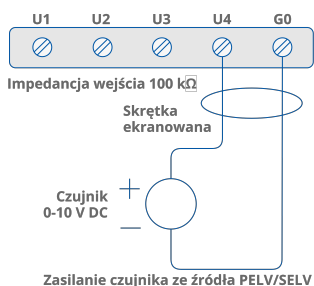 U1 U2 U3 U4 G0
Impedancja wejścia 100 kΩ
Skrętka
ekranowana
Czujnik
0-10 V DC
+
—
Zasilanie czujnika ze źródła PELV/SELV